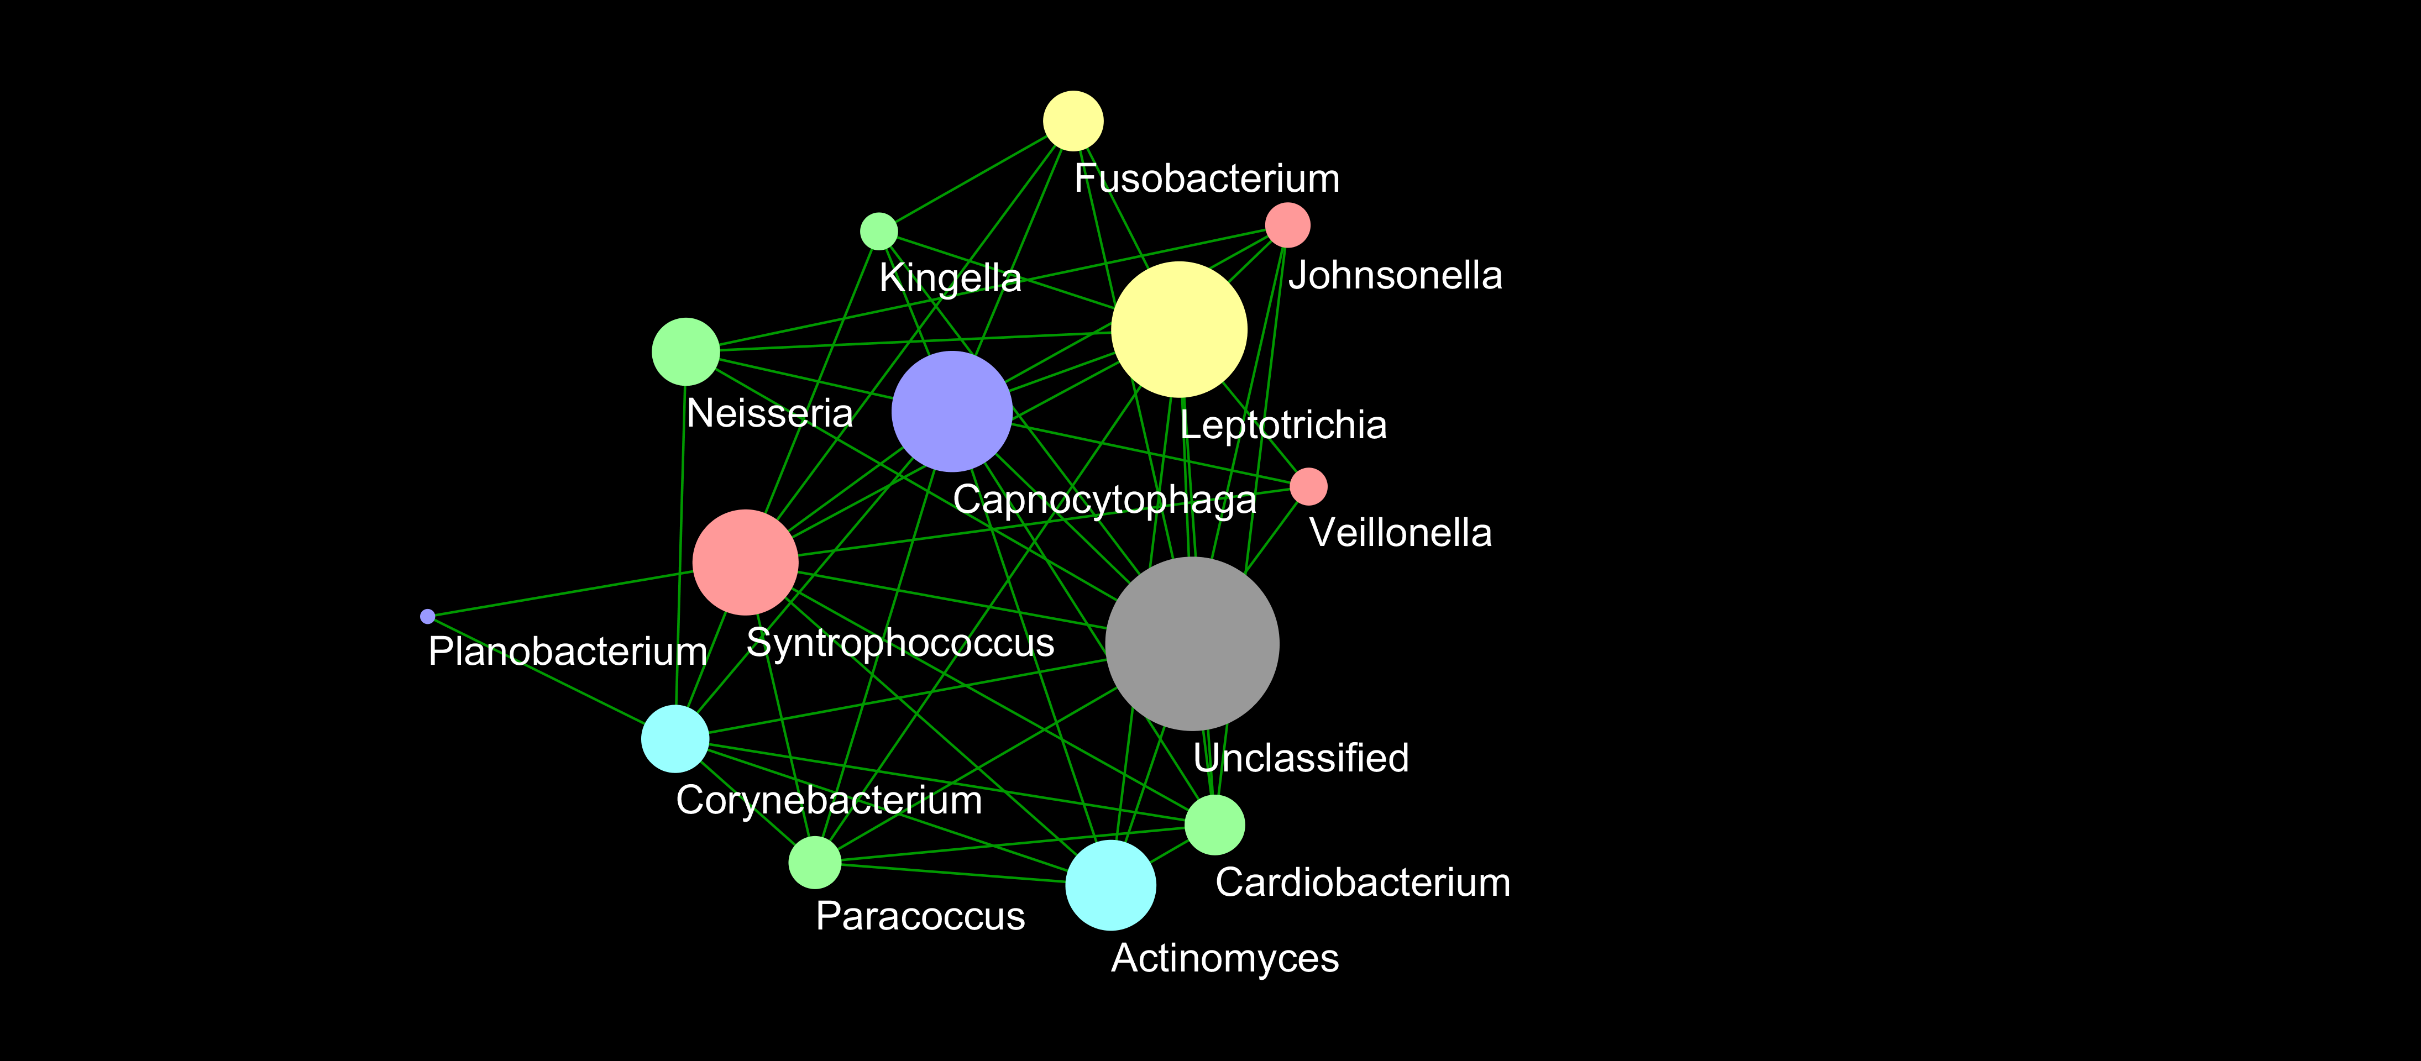 Fusobacterium
Johnsonella
Kingella
Neisseria
Leptotrichia
Capnocytophaga
Veillonella
Syntrophococcus
Planobacterium
Unclassified
Corynebacterium
Cardiobacterium
Paracoccus
Actinomyces